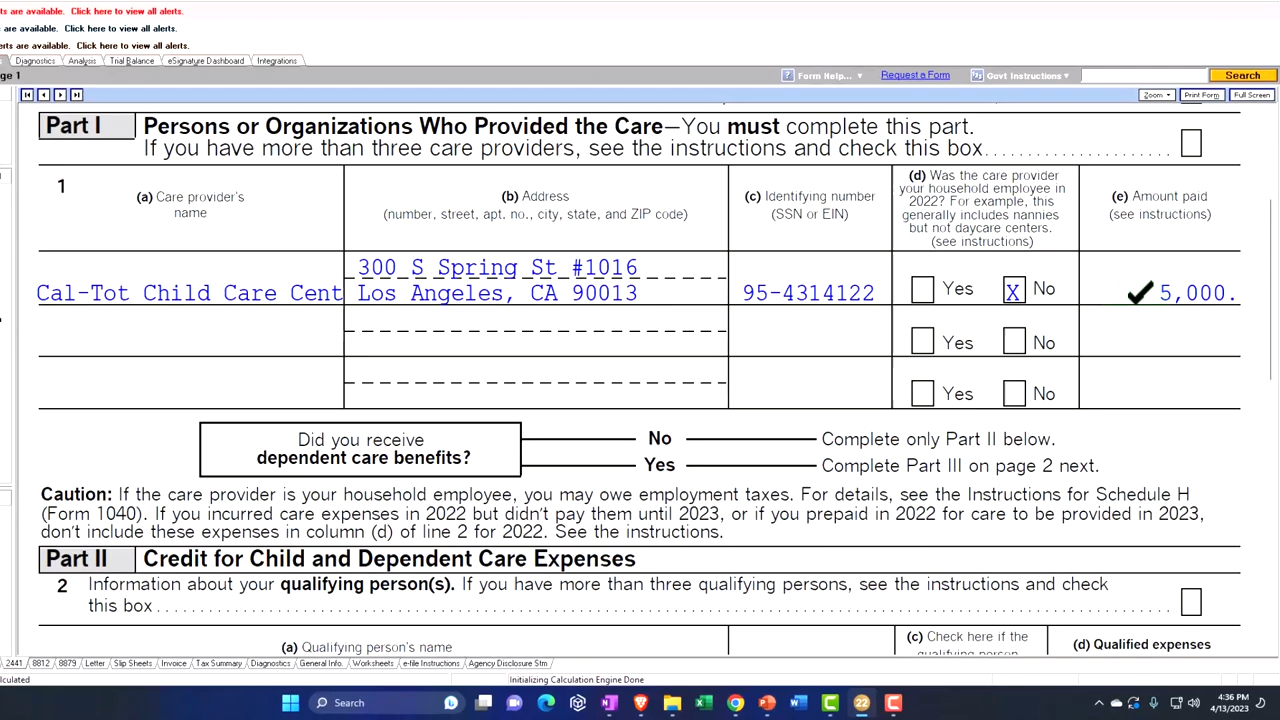 ts are available. Click here to view all alerts.
s are available. Click here to view all alerts.
erts are available. Click here to view all alerts.
Diagnostics Analysis Trial Balance eSignature Dashboard Integrations
ge 1 Form Help... Request a Form Govt Instructions Search
Zoom Print Form Full Screen
Part I Persons or Organizations Who Provided the Care—You must complete this part.
If you have more than three care providers, see the instructions and check this box
1
(a) Care provider's
name
(b) Address
(number, street, apt. no., city, state, and ZIP code)
(c) Identifying number
(SSN or EIN)
(d) Was the care provider
your household employee in
2022? For example, this
generally includes nannies
but not daycare centers.
(see instructions)
(e) Amount paid
(see instructions)
300 S Spring St #1016
Cal-Tot Child Care Cent Los Angeles, CA 90013 95-4314122 Yes X No 5,000.
Yes No
Yes No
Did you receive
dependent care benefits?
No Complete only Part II below.
Yes Complete Part III on page 2 next.
Caution: If the care provider is your household employee, you may owe employment taxes. For details, see the Instructions for Schedule H
(Form 1040). If you incurred care expenses in 2022 but didn't pay them until 2023, or if you prepaid in 2022 for care to be provided in 2023,
don't include these expenses in column (d) of line 2 for 2022. See the instructions.
Part II Credit for Child and Dependent Care Expenses
2 Information about your qualifying person(s). If you have more than three qualifying persons, see the instructions and check
this box
(a) Qualifying person's name
(c) Check here if the
qualifying person
(d) Qualified expenses
2441 8812 8879 Letter Slip Sheets Invoice Tax Summary Diagnostics General Info. Worksheets e-file Instructions Agency Disclosure Stm
culated Initializing Calculation Engine Done
Search
22
4:36 PM
4/13/2023